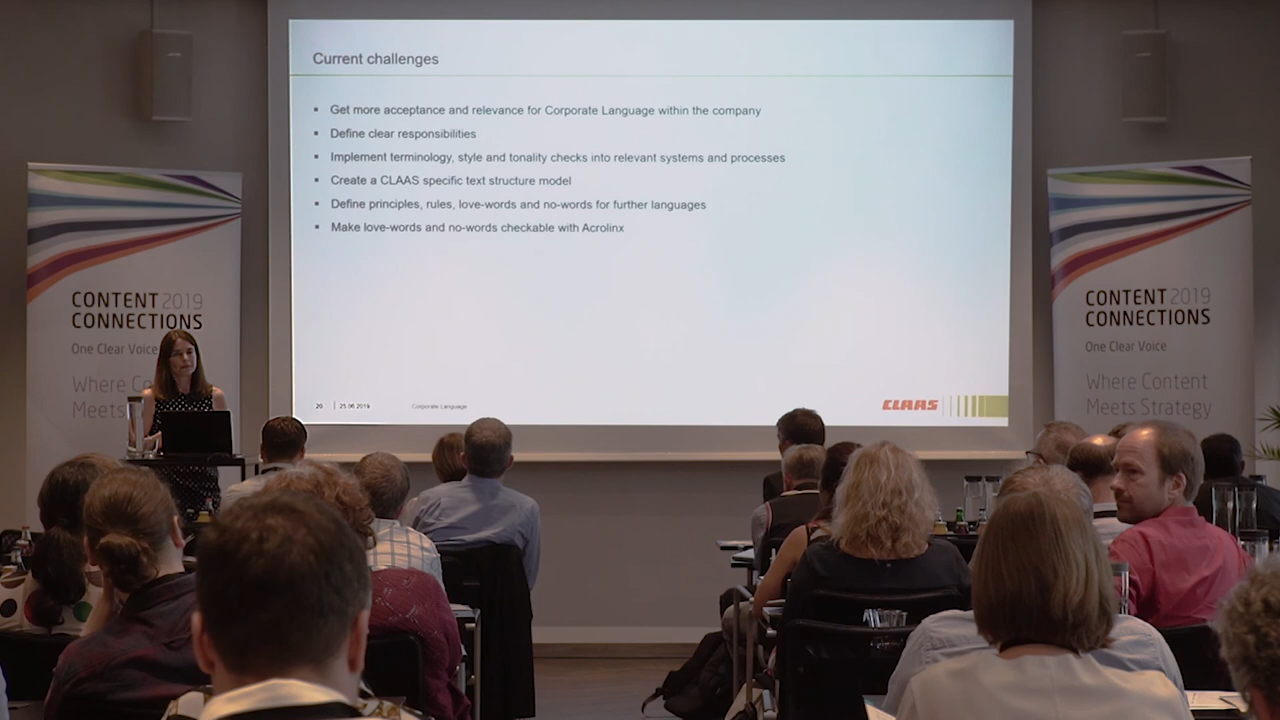 Current challenges
Get more acceptance and relevance for Corporate Language within the company
Define clear responsibilities
Implement terminology, style and tonality checks into relevant systems and processes
Create a CLAAS specific text structure model
Define principles, rules, love-words and no-words for further languages
Make love-words and no-words checkable with Acrolinx
20 | 25.06.2019 Corporate Language
CLAAS
CONTENT 2019
CONNECTIONS
One Clear Voice
Where Co
Meets
CONTENT 2019
CONNECTIONS
One Clear Voice
Where Content
Meets Strategy